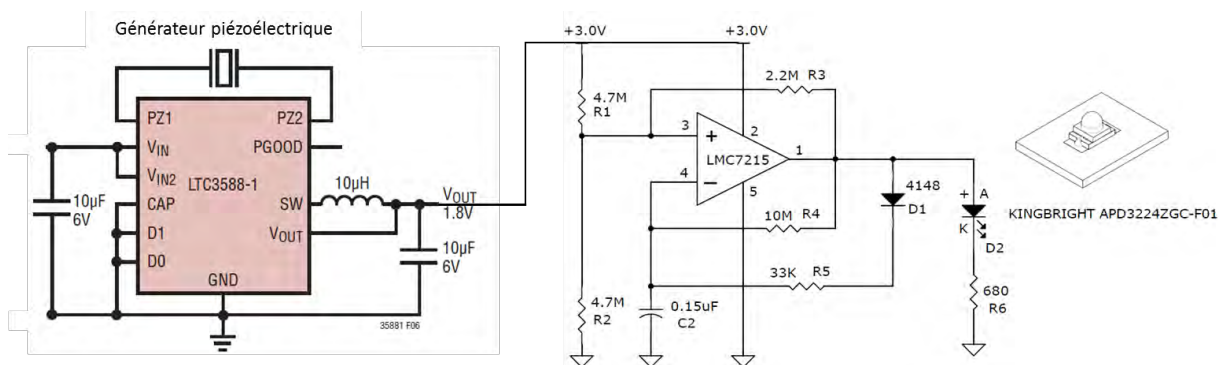 Générateur piézoélectrique
PZ1
PZ2
VIN
PGOOD
VIN2
LTC3588-1
CAP
SW
D1
VOUT
D0
GND
10µF
6V
10µH
VOUT
1.8V
10µF
6V
35881 F06
+3.0V
+3.0V
4.7M
R1
2.2M R3
3
+
2
LMC7215
1
4
−
5
10M R4
4148
D1
33K R5
0.15uF
C2
4.7M
R2
+ A
K
D2
680
R6
KINGBRIGHT APD3224ZGC-F01